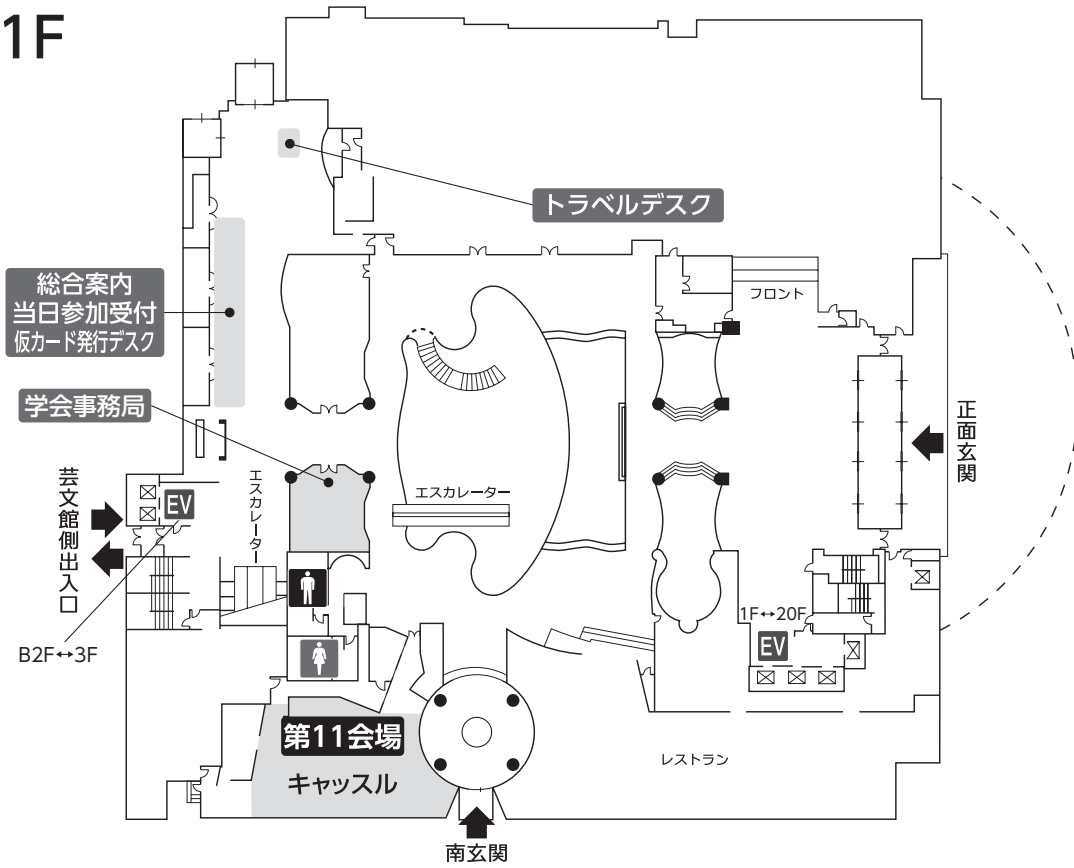 1F
トラベルデスク
総合案内
当日参加受付
仮カード発行デスク
フロント
学会事務局
正面玄関
エスカレーター
エスカレーター
芸文館側出入口
EV
B2F↔3F
1F↔20F
EV
第11会場
キャッスル
レストラン
南玄関